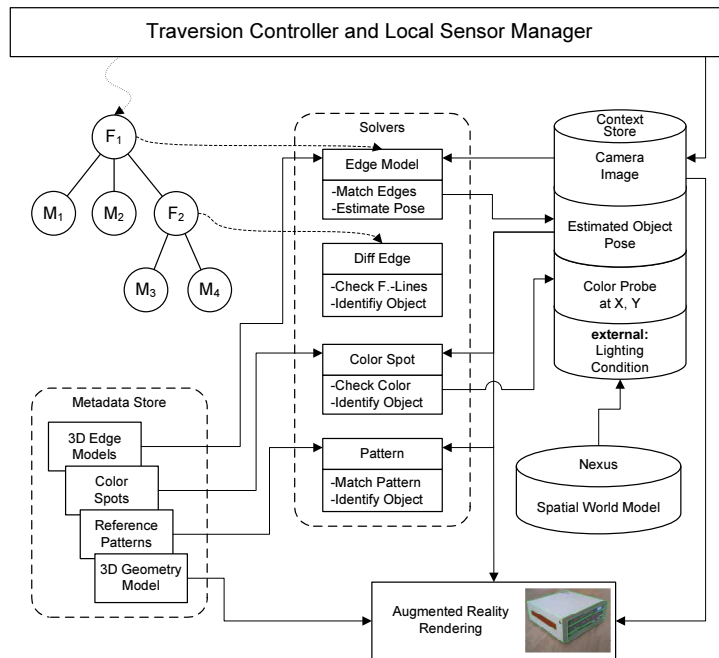 Traversion Controller and Local Sensor Manager
F1
M1
M2
F2
M3
M4
Solvers
Edge Model
-Match Edges
-Estimate Pose
Diff Edge
-Check F.-Lines
-Identifiy Object
Color Spot
-Check Color
-Identify Object
Pattern
-Match Pattern
-Identify Object
Context
Store
Camera
Image
Estimated Object
Pose
Color Probe
at X, Y
external:
Lighting
Condition
Nexus
Spatial World Model
Metadata Store
3D Edge
Models
Color
Spots
Reference
Patterns
3D Geometry
Model
Augmented Reality
Rendering